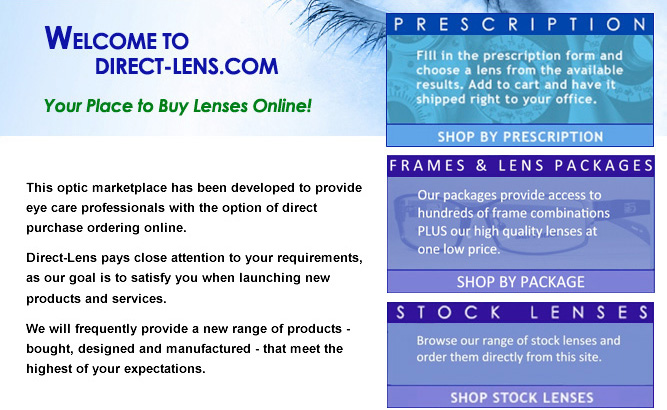 WELCOME TO
DIRECT-LENS.COM
Your Place to Buy Lenses Online!
This optic marketplace has been developed to provide
eye care professionals with the option of direct
purchase ordering online.
Direct-Lens pays close attention to your requirements,
as our goal is to satisfy you when launching new
products and services.
We will frequently provide a new range of products -
bought, designed and manufactured - that meet the
highest of your expectations.
PRESCRIPTION
Fill in the prescription form and
choose a lens from the available
results. Add to cart and have it
shipped right to your office.
SHOP BY PRESCRIPTION
FRAMES & LENS PACKAGES
Our packages provide access to
hundreds of frame combinations
PLUS our high quality lenses at
one low price.
SHOP BY PACKAGE
STOCK LENSES
Browse our range of stock lenses and
order them directly from this site.
SHOP STOCK LENSES